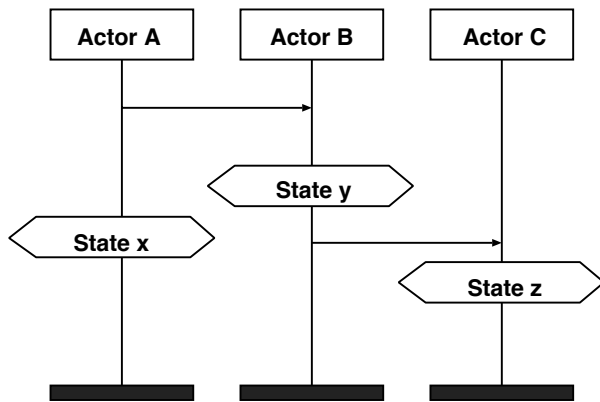 Actor A
Actor B
Actor C
State y
State x
State z